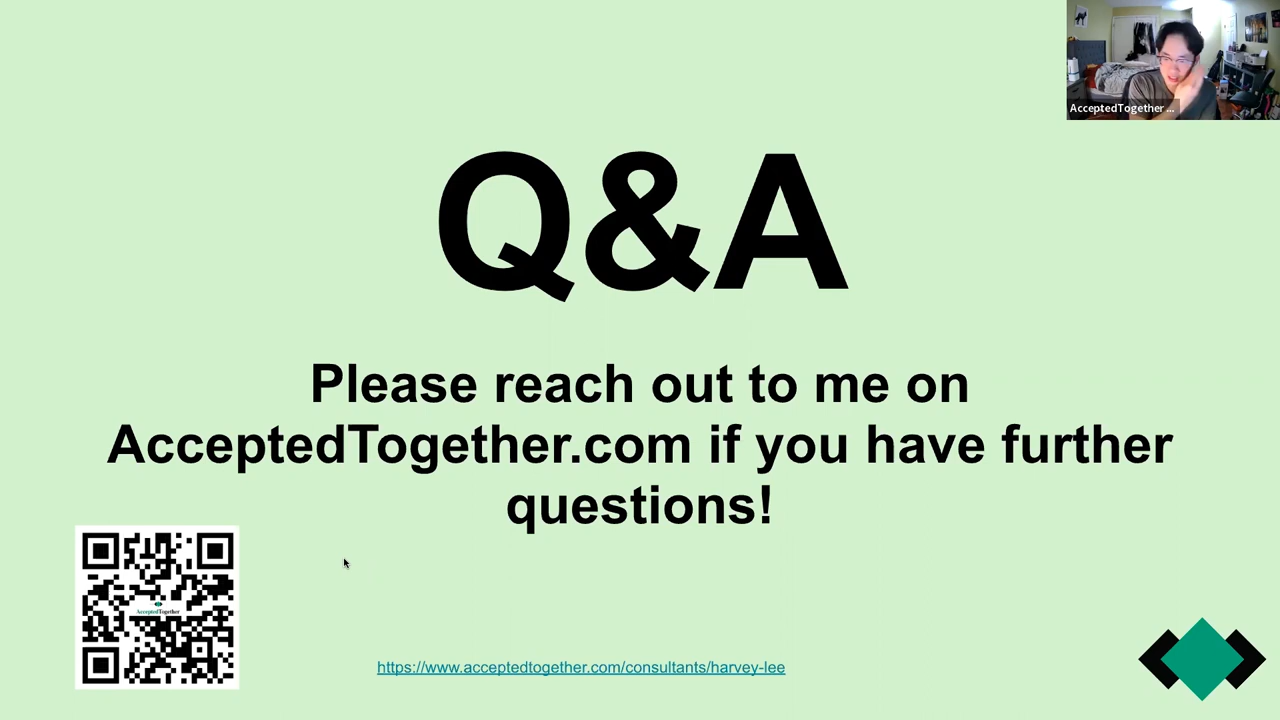 AcceptedTogether ...
Q&A
Please reach out to me on
AcceptedTogether.com if you have further
questions!
AcceptedTogether
https://www.acceptedtogether.com/consultants/harvey-lee